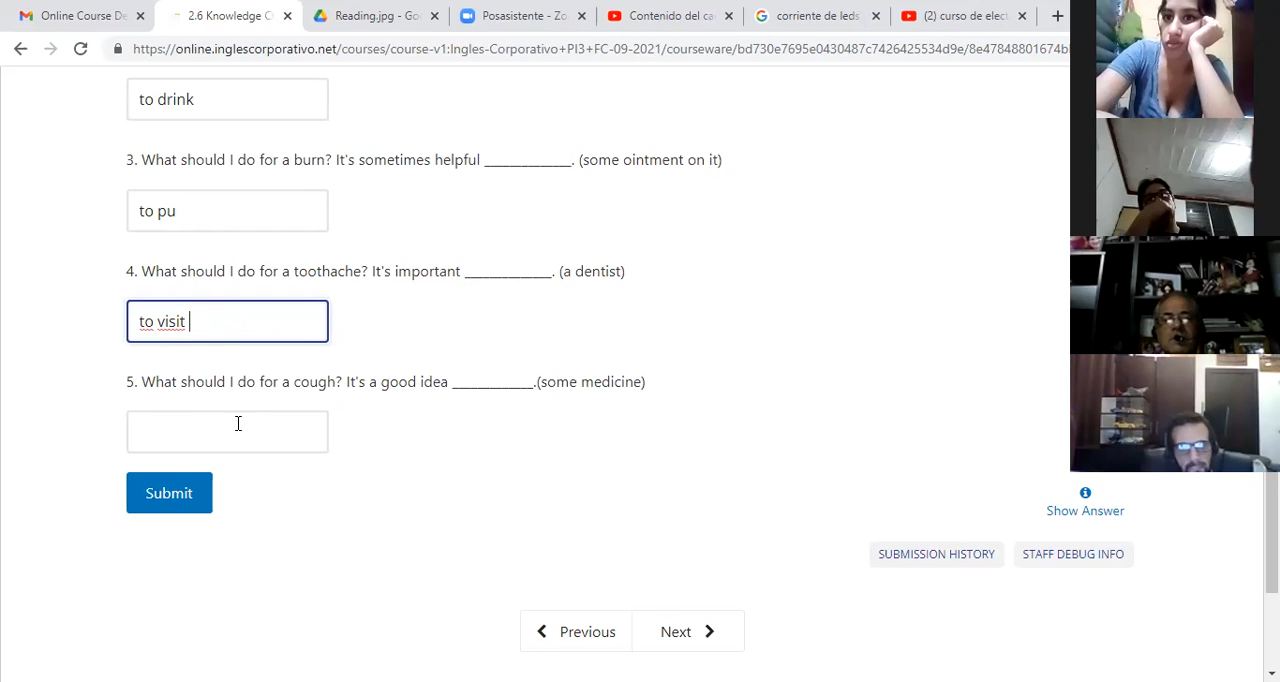 Online Course De
2.6 Knowledge C
Reading.jpg - Go
Posasistente - Zo
Contenido del ca
corriente de leds
(2) curso de elect
https://online.inglescorporativo.net/courses/course-v1:Ingles-Corporativo+PI3+FC-09-2021/courseware/bd730e7695e0430487c7426425534d9e/8e47848801674b
to drink
3. What should I do for a burn? It's sometimes helpful ____________. (some ointment on it)
to pu
4. What should I do for a toothache? It's important ____________. (a dentist)
to visit
5. What should I do for a cough? It's a good idea ___________.(some medicine)
Submit
Show Answer
SUBMISSION HISTORY
STAFF DEBUG INFO
Previous
Next